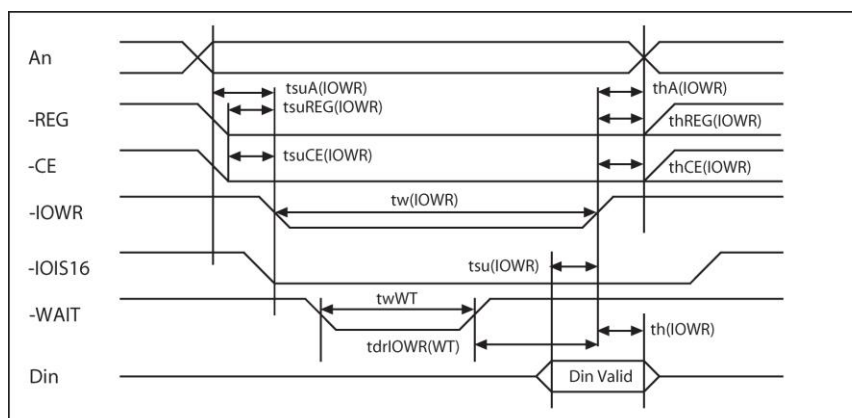 An
tsuA(IOWR)
thA(IOWR)
tsuREG(IOWR)
-REG
thREG(IOWR)
tsuCE(IOWR)
-CE
thCE(IOWR)
-IOWR
tw(IOWR)
-IOIS16
tsu(IOWR)
twWT
-WAIT
th(IOWR)
tdrIOWR(WT)
Din
Din Valid